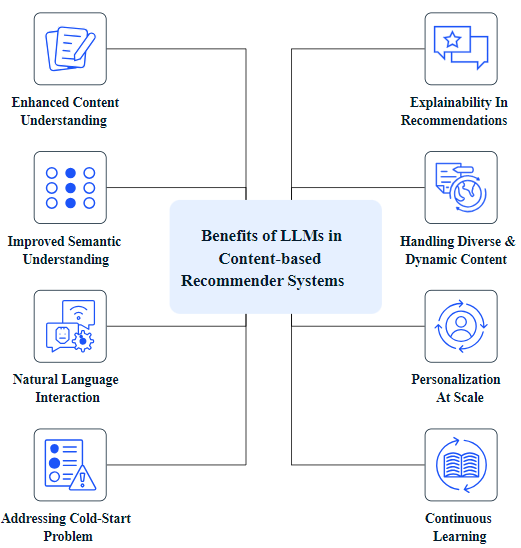 Enhanced Content
Understanding
Explainability In
Recommendations
Improved Semantic
Understanding
Benefits of LLMs in
Content-based
Recommender Systems
Handling Diverse &
Dynamic Content
Natural Language
Interaction
Personalization
At Scale
Addressing Cold-Start
Problem
Continuous
Learning